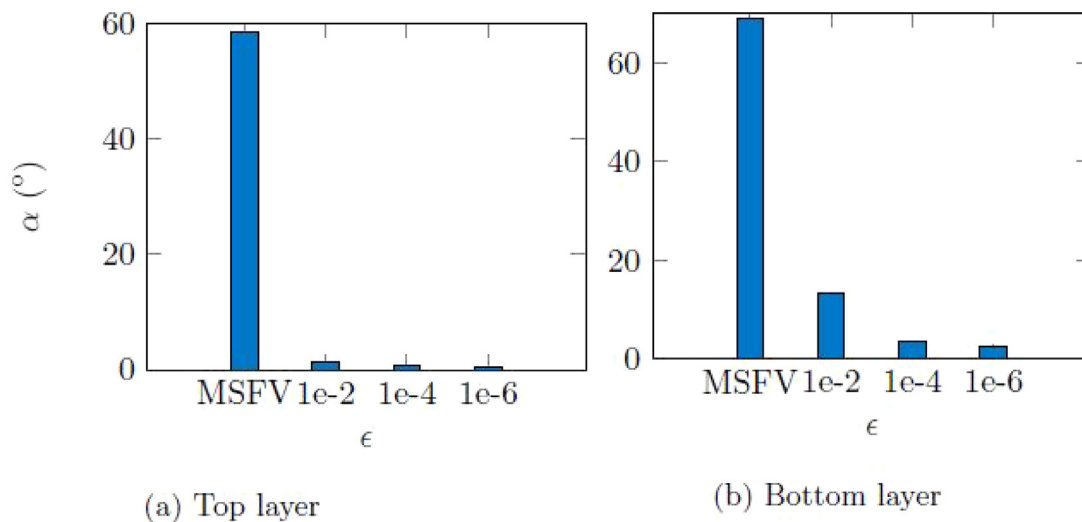 60
40
20
0
α (°)
MSFV 1e-2 1e-4 1e-6
ϵ
(a) Top layer
60
40
20
0
MSFV 1e-2 1e-4 1e-6
ϵ
(b) Bottom layer